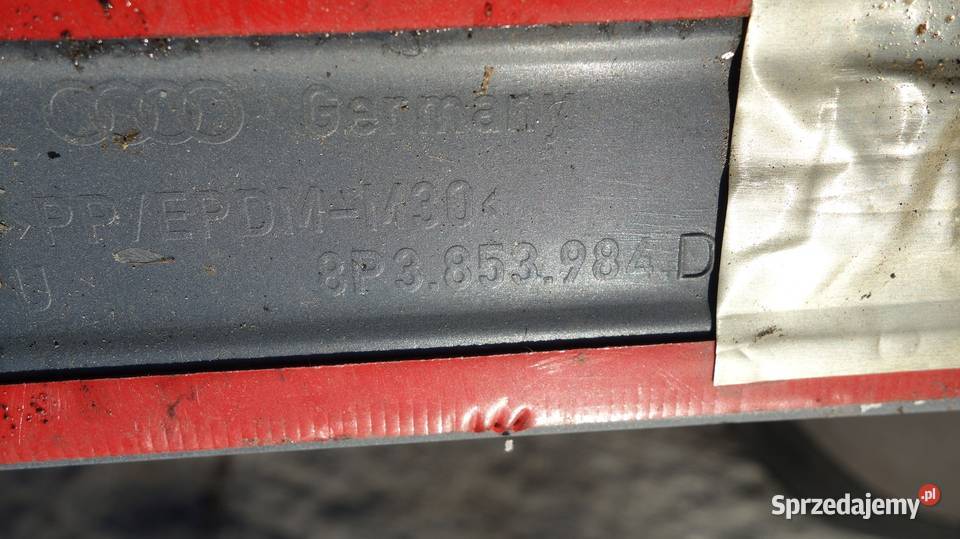 Germany
>PP/EPDM-M30<
U
8P3.853.984.D
Sprzedajemy.pl